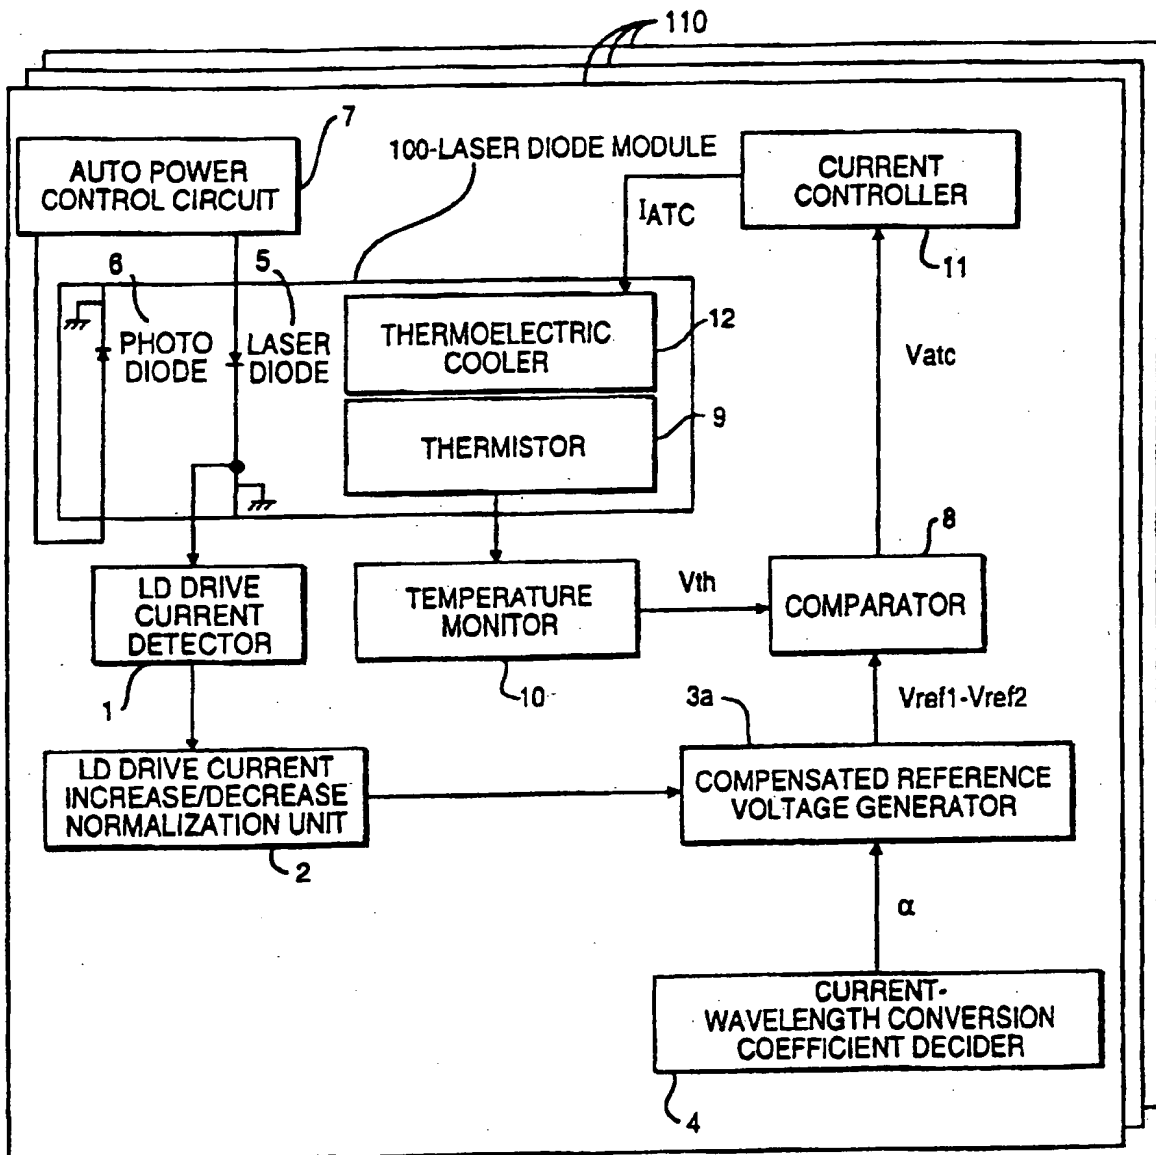 110
7
AUTO POWER
CONTROL CIRCUIT
100-LASER DIODE MODULE
CURRENT
CONTROLLER
11
IATC
6
PHOTO
DIODE
5
LASER
DIODE
THERMOELECTRIC
COOLER
12
THERMISTOR
9
Vatc
LD DRIVE
CURRENT
DETECTOR
1
TEMPERATURE
MONITOR
10
Vth
8
COMPARATOR
Vref1-Vref2
3a
LD DRIVE CURRENT
INCREASE/DECREASE
NORMALIZATION UNIT
2
COMPENSATED REFERENCE
VOLTAGE GENERATOR
α
CURRENT-
WAVELENGTH CONVERSION
COEFFICIENT DECIDER
4